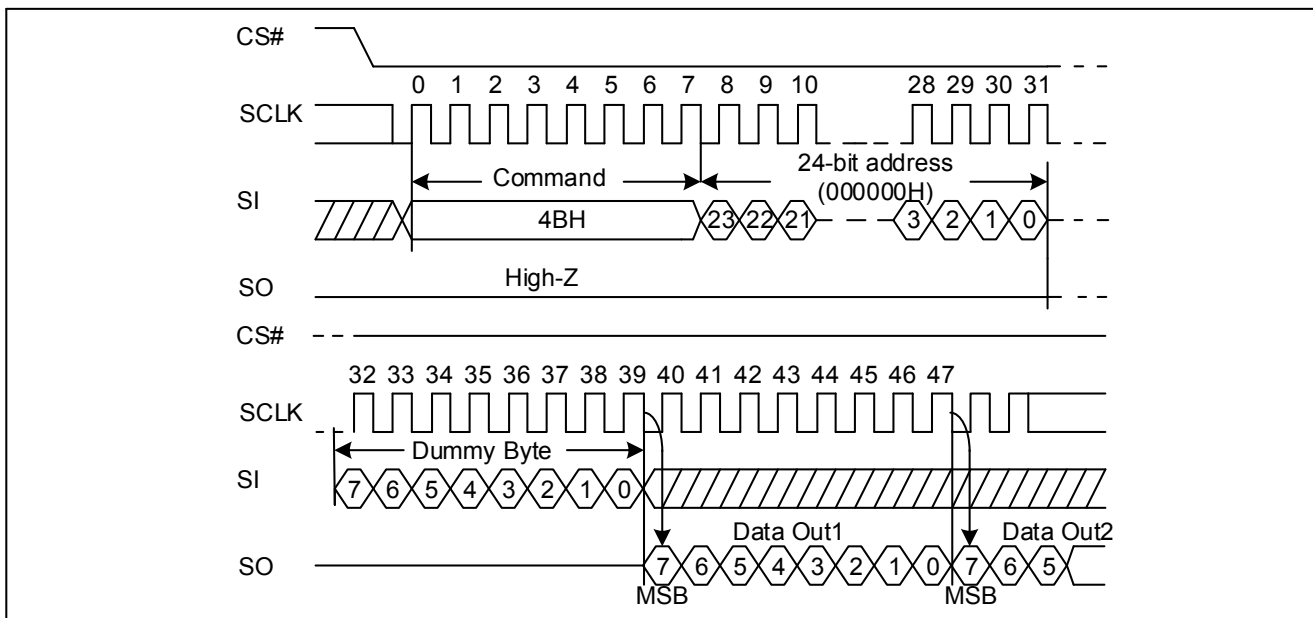 CS#
0 1 2 3 4 5 6 7 8 9 10 28 29 30 31
SCLK
Command
24-bit address
(000000H)
SI
4BH
23 22 21 3 2 1 0
High-Z
SO
CS#
32 33 34 35 36 37 38 39 40 41 42 43 44 45 46 47
SCLK
Dummy Byte
SI
7 6 5 4 3 2 1 0
Data Out1 Data Out2
SO
7 6 5 4 3 2 1 0 7 6 5
MSB MSB